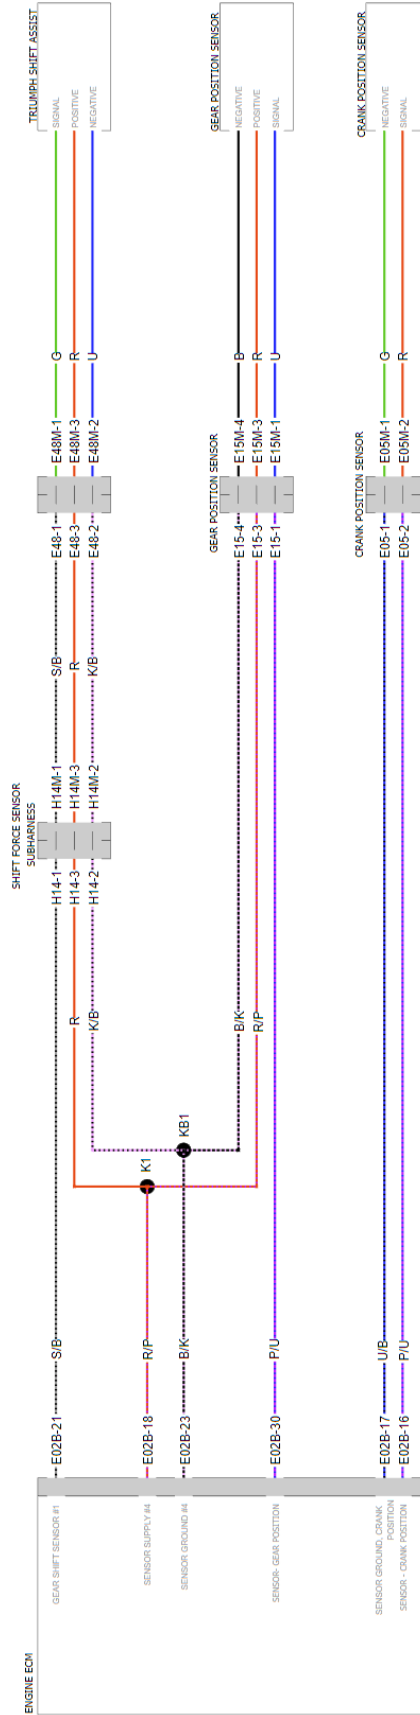 TRIUMPH SHIFT ASSIST
SIGNAL
POSITIVE
NEGATIVE
GEAR POSITION SENSOR
NEGATIVE
POSITIVE
SIGNAL
CRANK POSITION SENSOR
NEGATIVE
SIGNAL
G
R
U
B
R
U
G
R
E48M-1
E48M-3
E48M-2
E15M-4
E15M-3
E15M-1
E05M-1
E05M-2
GEAR POSITION SENSOR
CRANK POSITION SENSOR
E48-1
E48-3
E48-2
E15-4
E15-3
E15-1
E05-1
E05-2
S/B
R
K/B
H14M-1
H14M-3
H14M-2
SHIFT FORCE SENSOR
SUBHARNESS
H14-1
H14-3
H14-2
R
K/B
B/K
R/P
K1
KB1
S/B
R/P
B/K
P/U
U/B
P/U
E02B-21
E02B-18
E02B-23
E02B-30
E02B-17
E02B-16
GEAR SHIFT SENSOR #1
SENSOR SUPPLY #4
SENSOR GROUND #4
SENSOR- GEAR POSITION
SENSOR GROUND, CRANK
POSITION
SENSOR - CRANK POSITION
ENGINE ECM